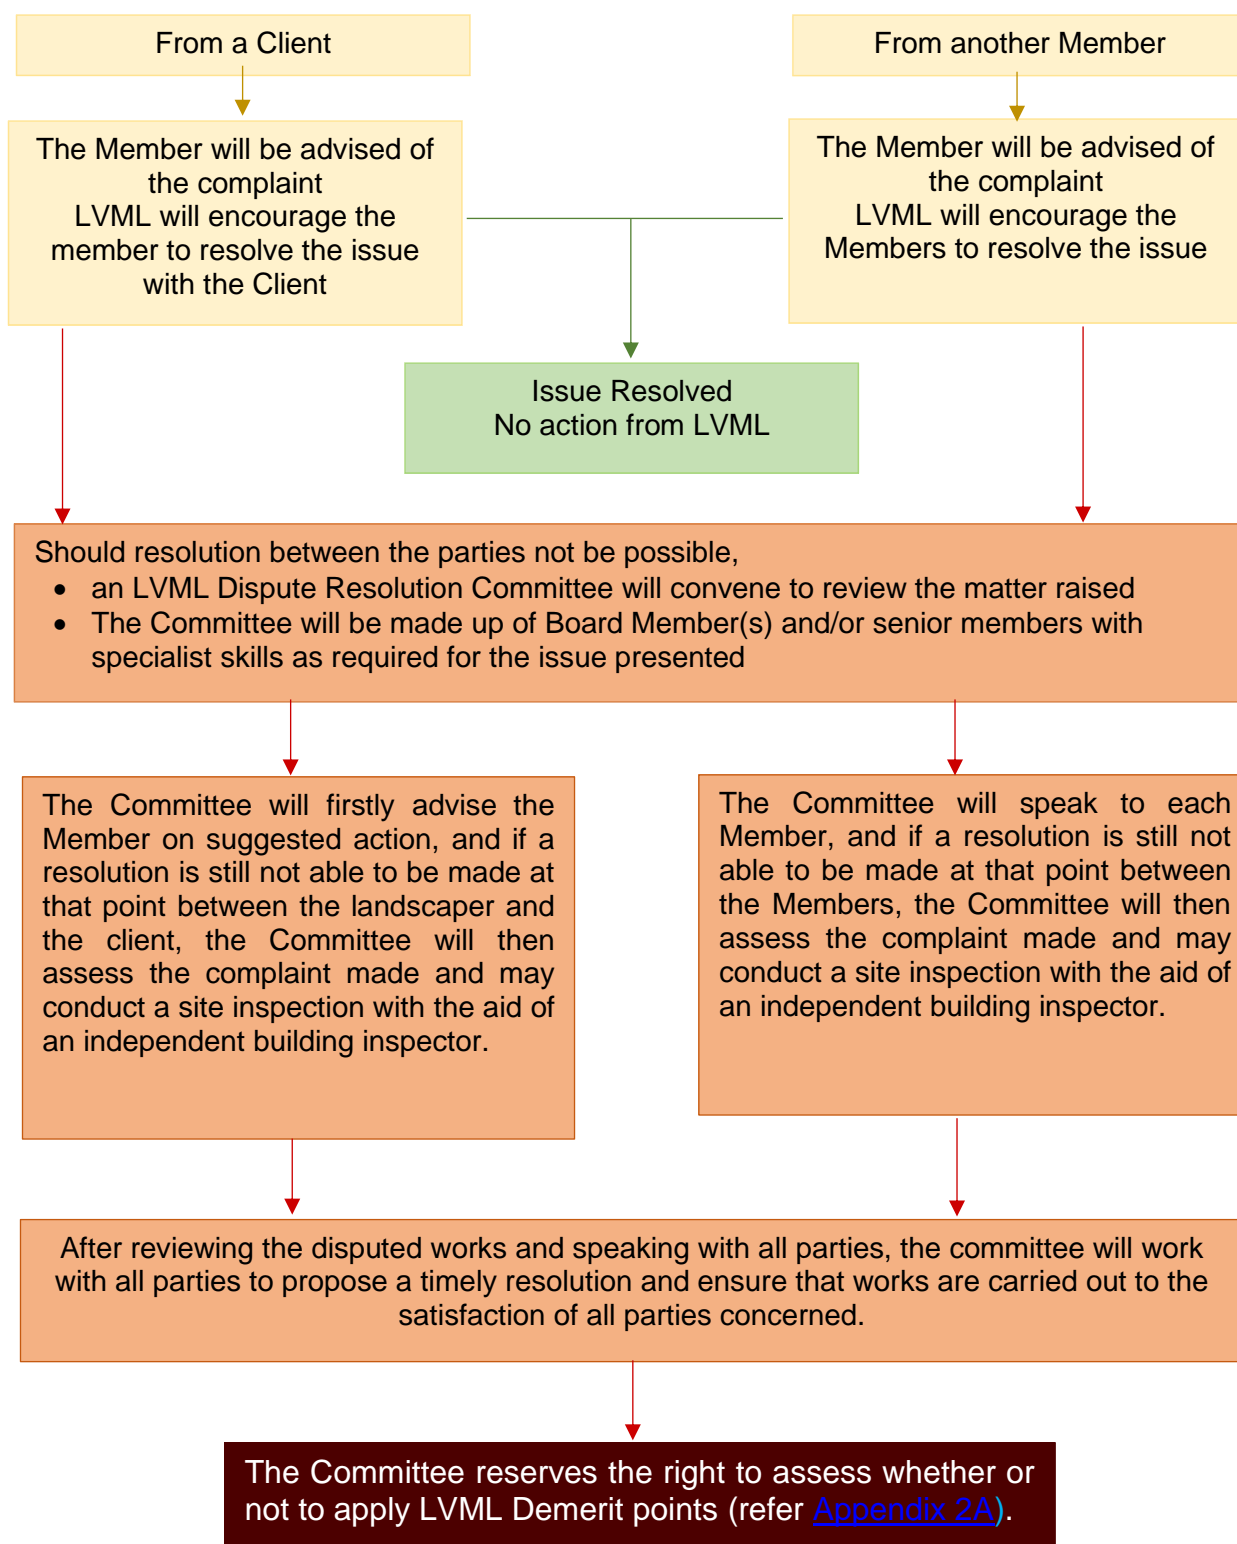 From a Client
From another Member
The Member will be advised of
the complaint
LVML will encourage the
member to resolve the issue
with the Client
The Member will be advised of
the complaint
LVML will encourage the
Members to resolve the issue
Issue Resolved
No action from LVML
Should resolution between the parties not be possible,
• an LVML Dispute Resolution Committee will convene to review the matter raised
• The Committee will be made up of Board Member(s) and/or senior members with
specialist skills as required for the issue presented
The Committee will firstly advise the
Member on suggested action, and if a
resolution is still not able to be made at
that point between the landscaper and
the client, the Committee will then
assess the complaint made and may
conduct a site inspection with the aid of
an independent building inspector.
The Committee will speak to each
Member, and if a resolution is still not
able to be made at that point between
the Members, the Committee will then
assess the complaint made and may
conduct a site inspection with the aid of
an independent building inspector.
After reviewing the disputed works and speaking with all parties, the committee will work
with all parties to propose a timely resolution and ensure that works are carried out to the
satisfaction of all parties concerned.
The Committee reserves the right to assess whether or
not to apply LVML Demerit points (refer Appendix 2A).